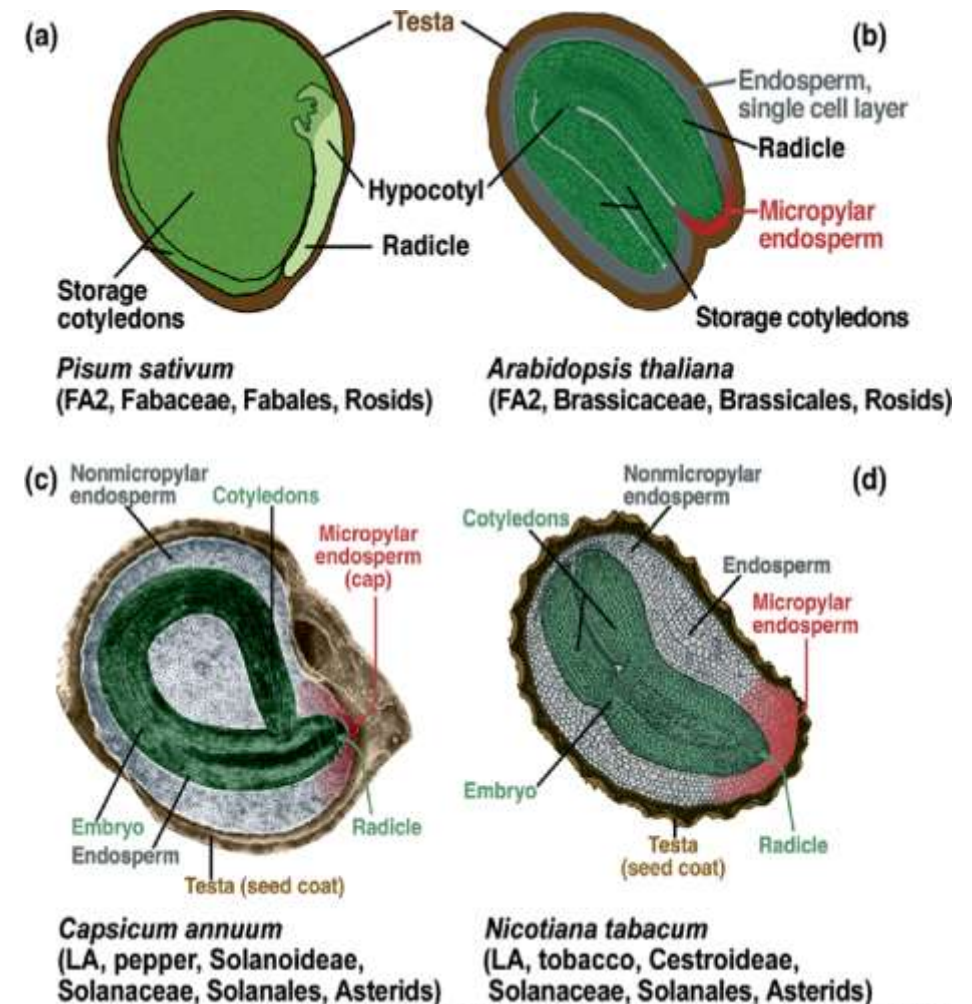 (a)
Testa
(b)
Endosperm,
single cell layer
Radicle
Hypocotyl
Micropylar
endosperm
Radicle
Storage
cotyledons
Storage cotyledons
Pisum sativum
(FA2, Fabaceae, Fabales, Rosids)
Arabidopsis thaliana
(FA2, Brassicaceae, Brassicales, Rosids)
(c)
Nonmicropylar
endosperm
Cotyledons
Micropylar
endosperm
(cap)
Embryo
Endosperm
Radicle
Testa (seed coat)
Capsicum annuum
(LA, pepper, Solanoideae,
Solanaceae, Solanales, Asterids)
(d)
Nonmicropylar
endosperm
Cotyledons
Endosperm
Micropylar
endosperm
Embryo
Testa
(seed coat)
Radicle
Nicotiana tabacum
(LA, tobacco, Cestroideae,
Solanaceae, Solanales, Asterids)